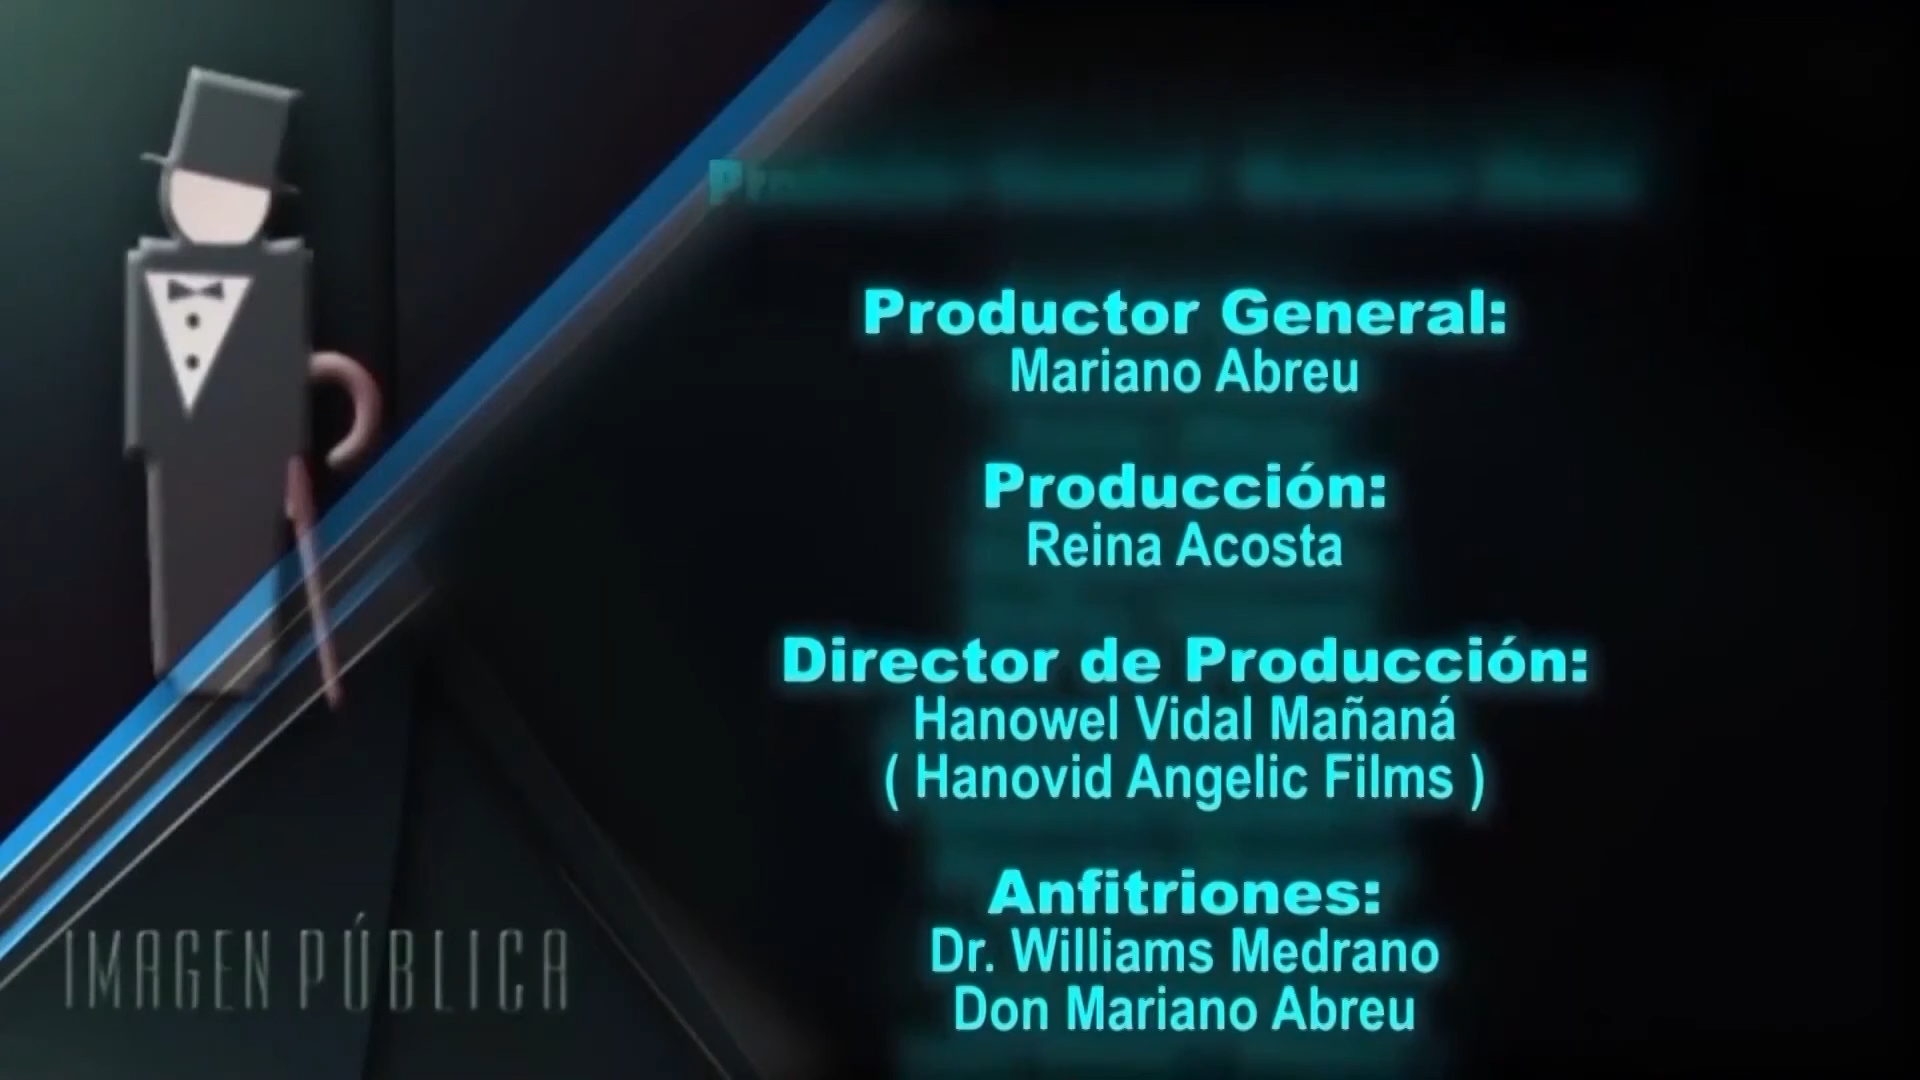 Productor General:
Mariano Abreu
Producción:
Reina Acosta
Director de Producción:
Hanowel Vidal Mañaná
( Hanovid Angelic Films )
Anfitriones:
Dr. Williams Medrano
Don Mariano Abreu
IMAGEN PÚBLICA